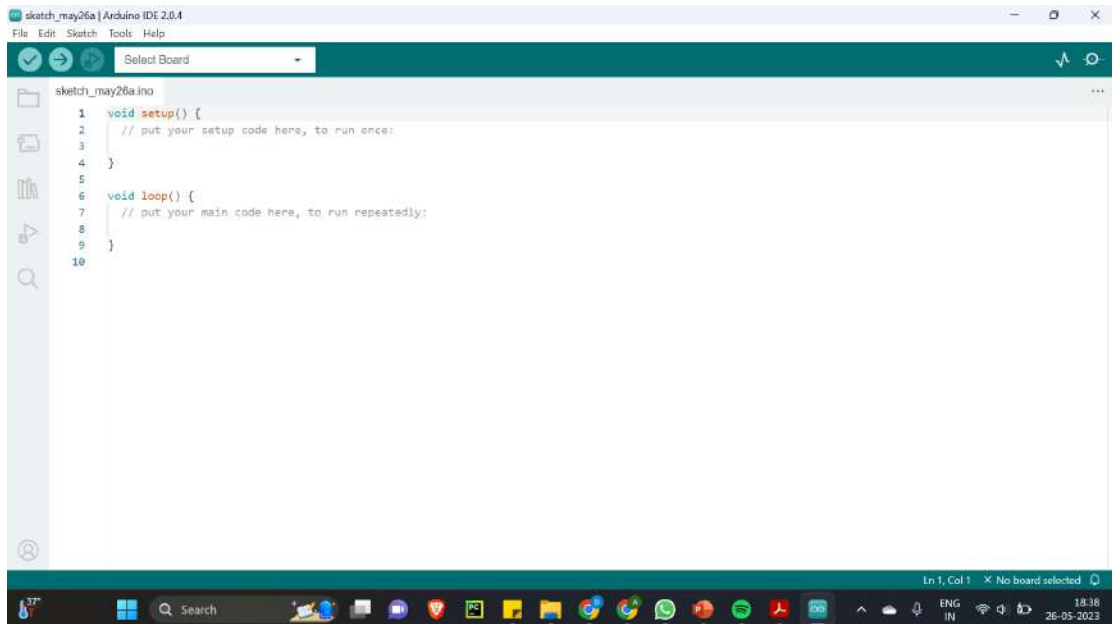 sketch_may26a | Arduino IDE 2.0.4
File Edit Sketch Tools Help
Select Board
sketch_may26a.ino
1 void setup() {
2 // put your setup code here, to run once:
3
4 }
5
6 void loop() {
7 // put your main code here, to run repeatedly:
8
9 }
10
Ln 1, Col 1 × No board selected
37°
Search
PC
ENG
IN
18:38
26-05-2023